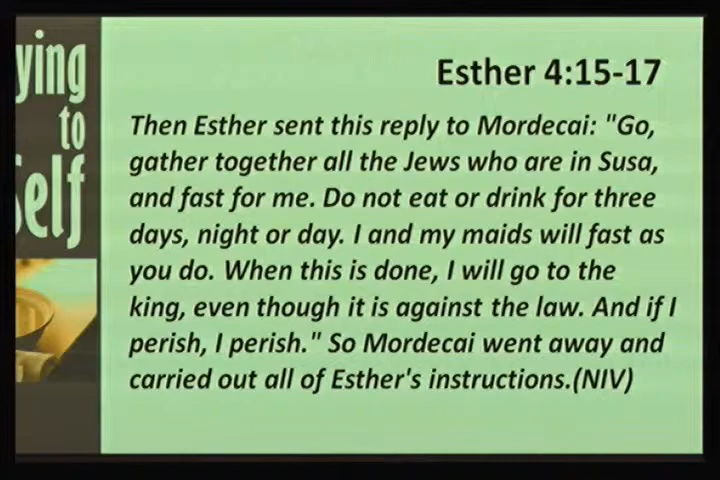 ying
to
Self
Esther 4:15-17
Then Esther sent this reply to Mordecai: "Go,
gather together all the Jews who are in Susa,
and fast for me. Do not eat or drink for three
days, night or day. I and my maids will fast as
you do. When this is done, I will go to the
king, even though it is against the law. And if I
perish, I perish." So Mordecai went away and
carried out all of Esther's instructions.(NIV)